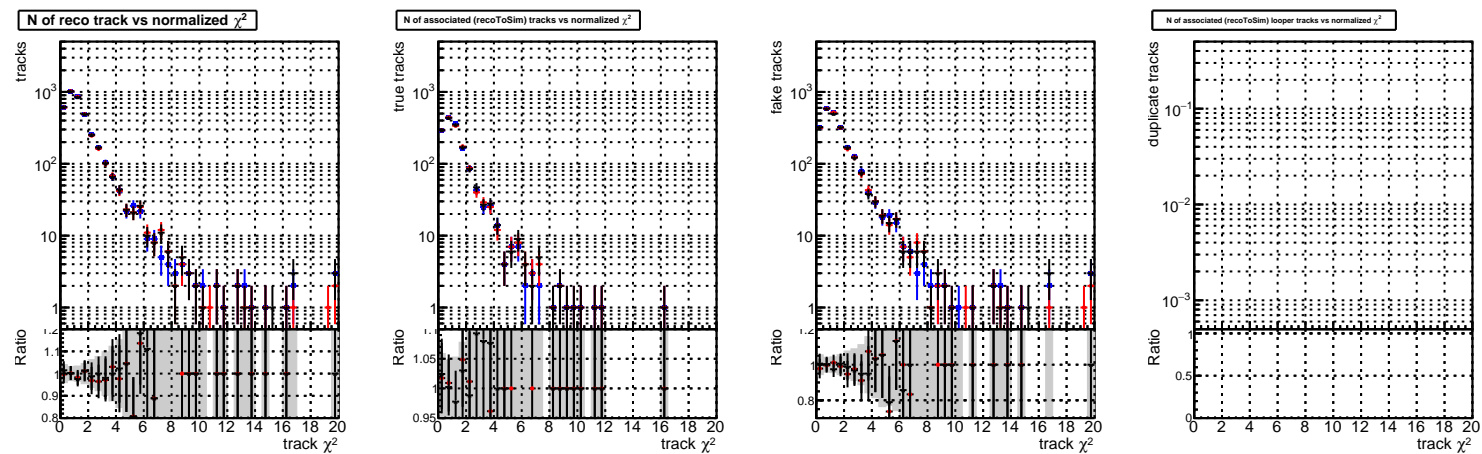 N of reco track vs normalized χ²
tracks
10³
10²
10
1
Ratio
1.2
1.1
1.0
0.9
0.8
0 2 4 6 8 10 12 14 16 18 20
track χ²
N of associated (recoToSim) tracks vs normalized χ²
true tracks
10³
10²
10
1
Ratio
1.05
0.95
0 2 4 6 8 10 12 14 16 18 20
track χ²
fake tracks
10³
10²
10
1
Ratio
1.2
0.8
0 2 4 6 8 10 12 14 16 18 20
track χ²
N of associated (recoToSim) looper tracks vs normalized χ²
duplicate tracks
10⁻¹
10⁻²
10⁻³
Ratio
1
0.5
0
0 2 4 6 8 10 12 14 16 18 20
track χ²